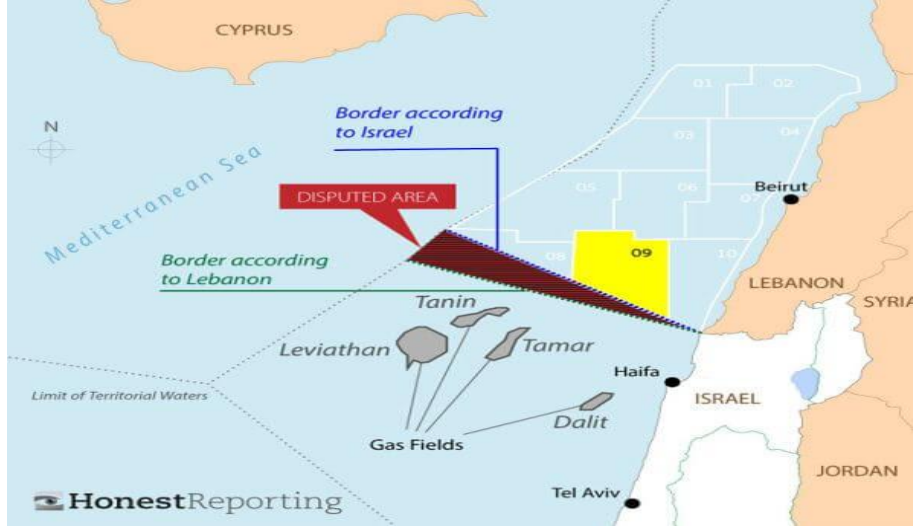 CYPRUS
N
Mediterranean Sea
Border according
to Israel
DISPUTED AREA
Border according
to Lebanon
01
02
03
04
05
06
07
08
09
10
Beirut
LEBANON
SYRIA
Tanin
Leviathan
Tamar
Dalit
Gas Fields
Limit of Territorial Waters
Haifa
ISRAEL
Tel Aviv
JORDAN
HonestReporting